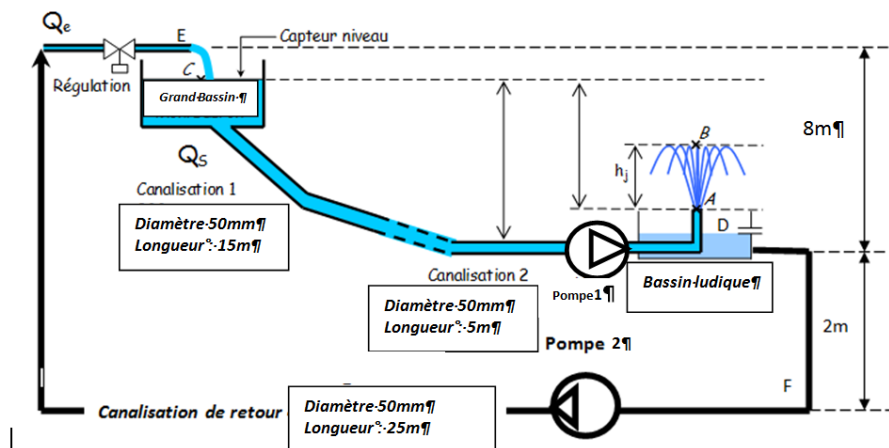 Qe
E
Capteur niveau
Régulation
C
Grand·Bassin·¶
8m¶
B
hj
A
QS
Canalisation 1
D
Diamètre·50mm¶
Longueur°:·15m¶
Canalisation 2
Pompe1¶
Bassin·ludique¶
Diamètre·50mm¶
Longueur°:·5m¶
2m
Pompe 2¶
F
Canalisation de retour
Diamètre·50mm¶
Longueur°:·25m¶